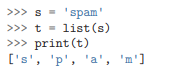 >>> s = 'spam'
>>> t = list(s)
>>> print(t)
['s', 'p', 'a', 'm']